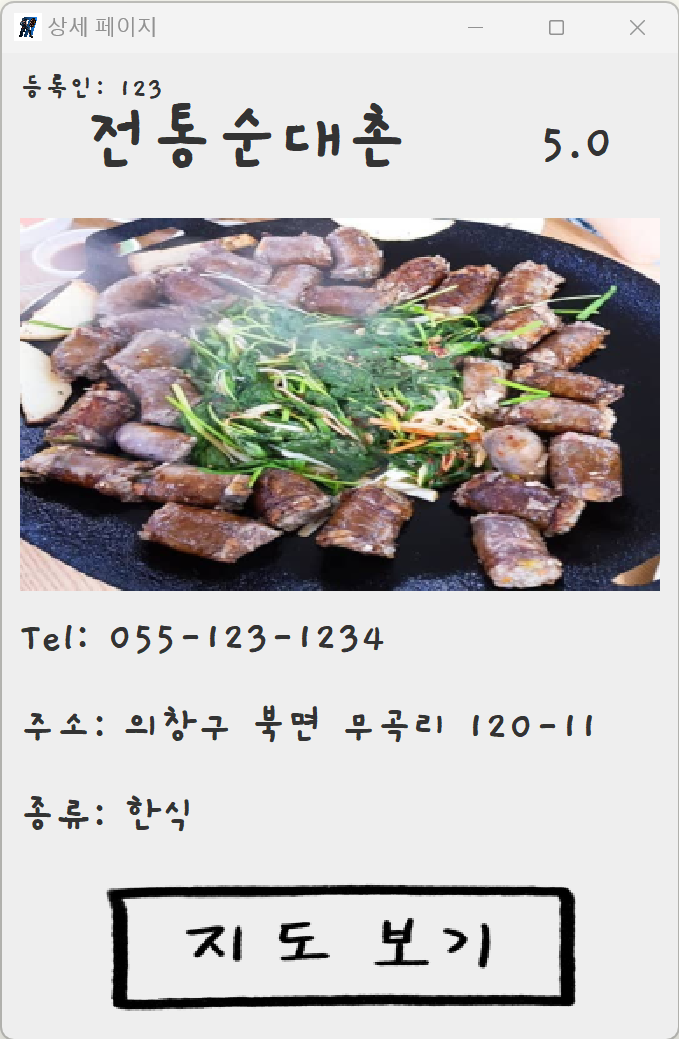 상세 페이지
등록인: 123
전통순대촌 5.0
Tel: 055-123-1234
주소: 의창구 북면 무곡리 120-11
종류: 한식
지도 보기